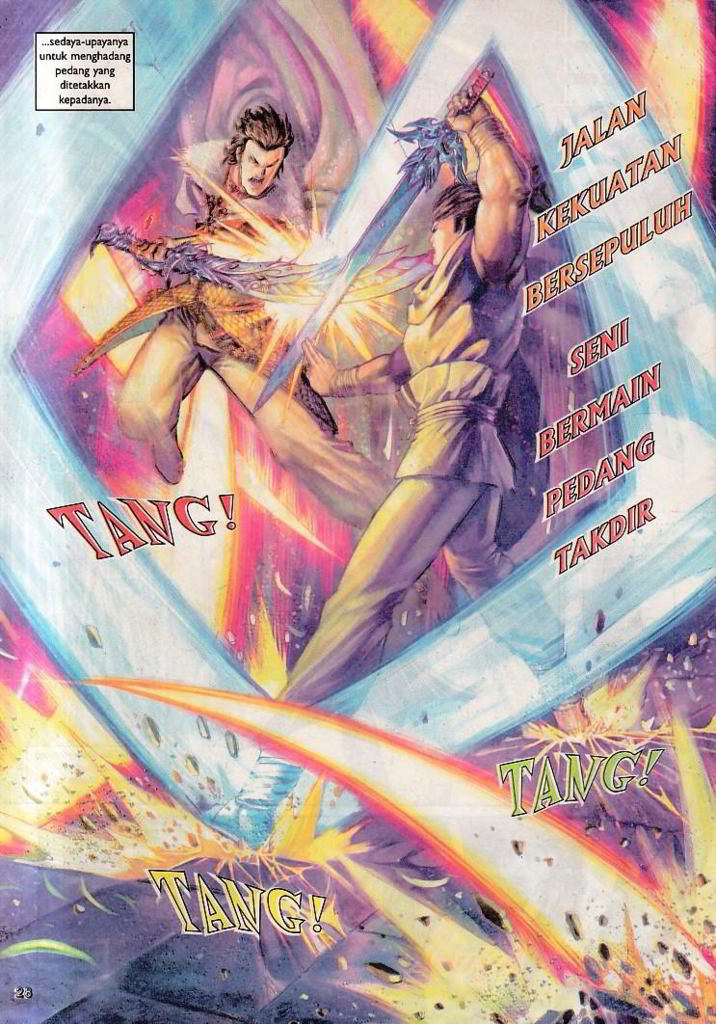 ...sedaya-upayanya
untuk menghadang
pedang yang
ditetakkan
kepadanya.
JALAN
KEKUATAN
BERSEPULUH
SENI
BERMAIN
PEDANG
TAKDIR
TANG!
TANG!
TANG!
28